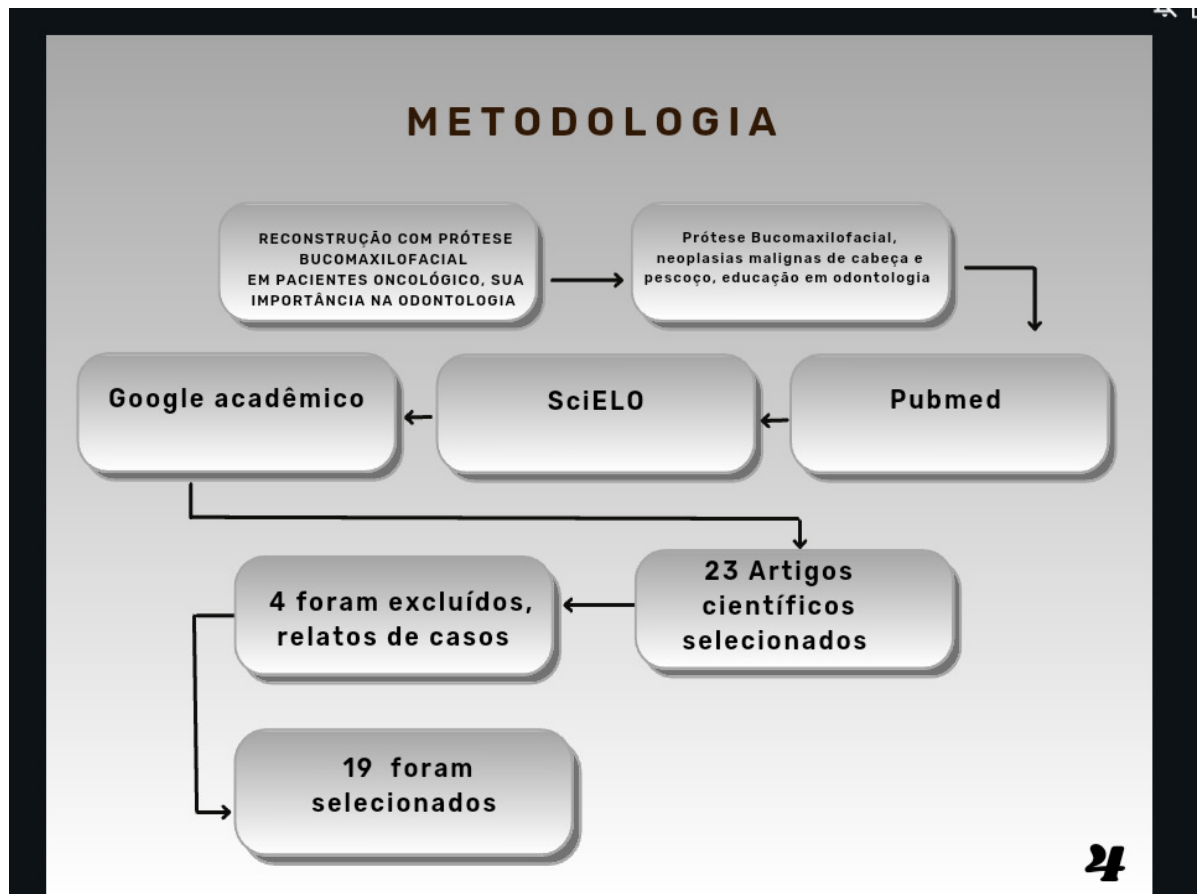 METODOLOGIA
RECONSTRUÇÃO COM PRÓTESE
BUCOMAXILOFACIAL
EM PACIENTES ONCOLÓGICO, SUA
IMPORTÂNCIA NA ODONTOLOGIA
Prótese Bucomaxilofacial,
neoplasias malignas de cabeça e
pescoço, educação em odontologia
Pubmed
SciELO
Google acadêmico
23 Artigos
científicos
selecionados
4 foram excluídos,
relatos de casos
19 foram
selecionados
4